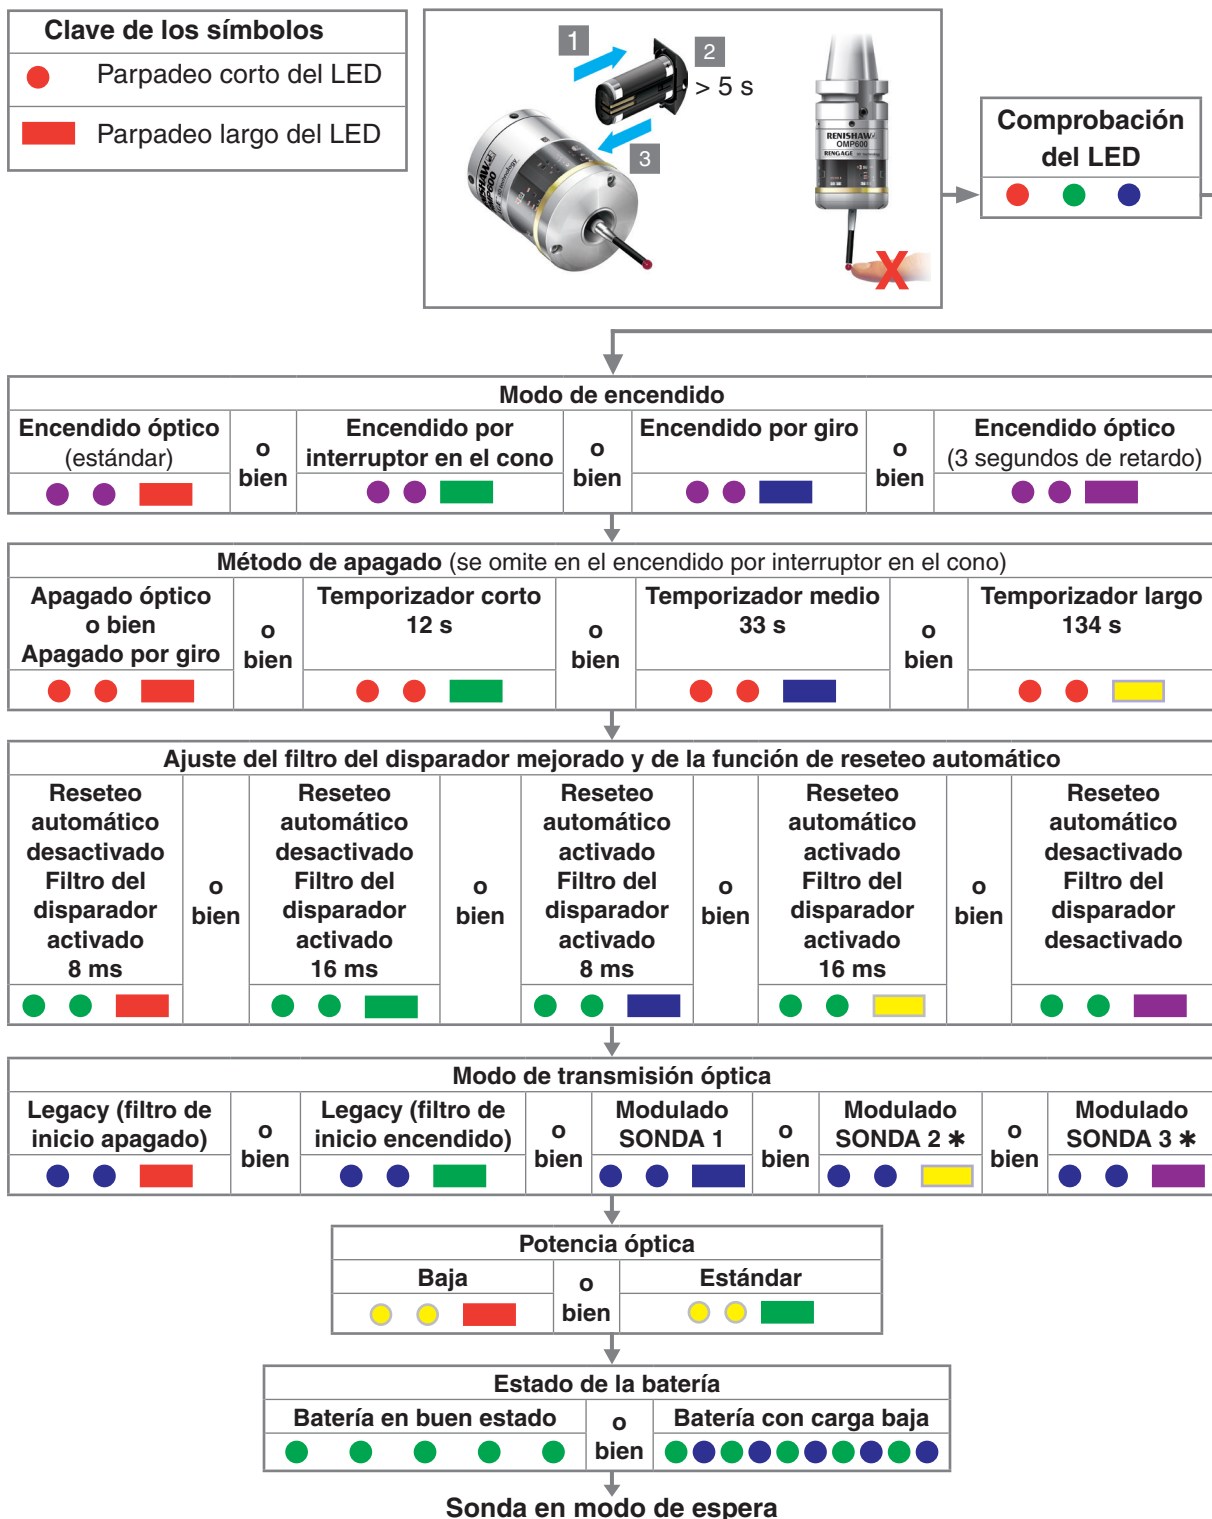 Clave de los símbolos
Parpadeo corto del LED
Parpadeo largo del LED
1
2
> 5 s
3
RENISHAW
OMP600
RENISHAW
OMP600
RENGAGE
Comprobación
del LED
X
Modo de encendido
Encendido óptico
(estándar)
o
bien
Encendido por
interruptor en el cono
o
bien
Encendido por giro
o
bien
Encendido óptico
(3 segundos de retardo)
Método de apagado (se omite en el encendido por interruptor en el cono)
Apagado óptico
o bien
Apagado por giro
o
bien
Temporizador corto
12 s
o
bien
Temporizador medio
33 s
o
bien
Temporizador largo
134 s
Ajuste del filtro del disparador mejorado y de la función de reseteo automático
Reseteo
automático
desactivado
Filtro del
disparador
activado
8 ms
o
bien
Reseteo
automático
desactivado
Filtro del
disparador
activado
16 ms
o
bien
Reseteo
automático
activado
Filtro del
disparador
activado
8 ms
o
bien
Reseteo
automático
activado
Filtro del
disparador
activado
16 ms
o
bien
Reseteo
automático
desactivado
Filtro del
disparador
desactivado
Modo de transmisión óptica
Legacy (filtro de
inicio apagado)
o
bien
Legacy (filtro de
inicio encendido)
o
bien
Modulado
SONDA 1
o
bien
Modulado
SONDA 2 ∗
o
bien
Modulado
SONDA 3 ∗
Potencia óptica
Baja
o
bien
Estándar
Estado de la batería
Batería en buen estado
o
bien
Batería con carga baja
Sonda en modo de espera